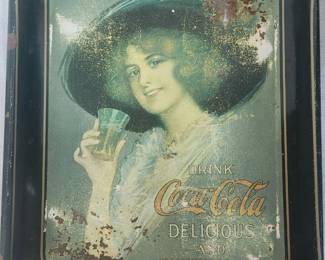 DRINK
Coca-Cola
DELICIOUS
AND